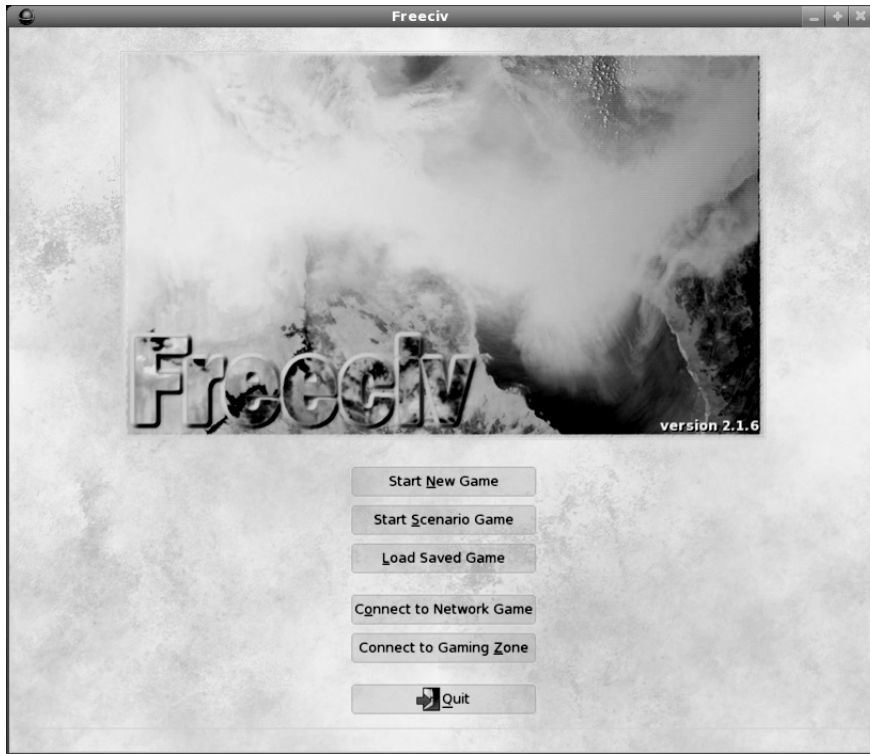 Freeciv
Freeciv
version 2.1.6
Start New Game
Start Scenario Game
Load Saved Game
Connect to Network Game
Connect to Gaming Zone
Quit